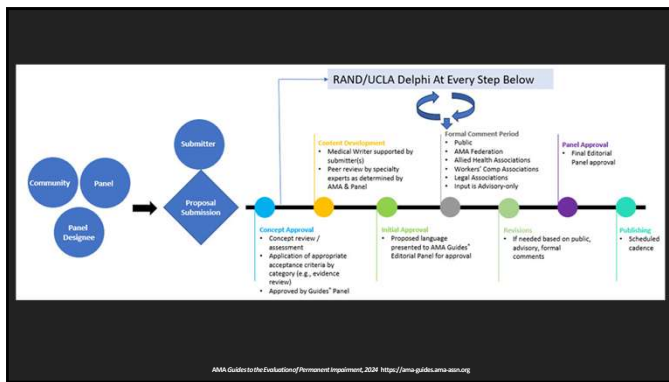 RAND/UCLA Delphi At Every Step Below
Submitter
Community
Panel
Panel
Designee
Proposal
Submission
Content Development
• Medical Writer supported by
submitter(s)
• Peer review by specialty
experts as determined by
AMA & Panel
Formal Comment Period
• Public
• AMA Federation
• Allied Health Associations
• Workers' Comp Associations
• Legal Associations
• Input is Advisory-only
Panel Approval
• Final Editorial
Panel approval
Concept Approval
• Concept review /
assessment
• Application of appropriate
acceptance criteria by
category (e.g., evidence
review)
• Approved by Guides® Panel
Initial Approval
• Proposed language
presented to AMA Guides®
Editorial Panel for approval
Revisions
• If needed based on public,
advisory, formal
comments
Publishing
• Scheduled
cadence
AMA Guides to the Evaluation of Permanent Impairment, 2024 https://ama-guides.ama-assn.org